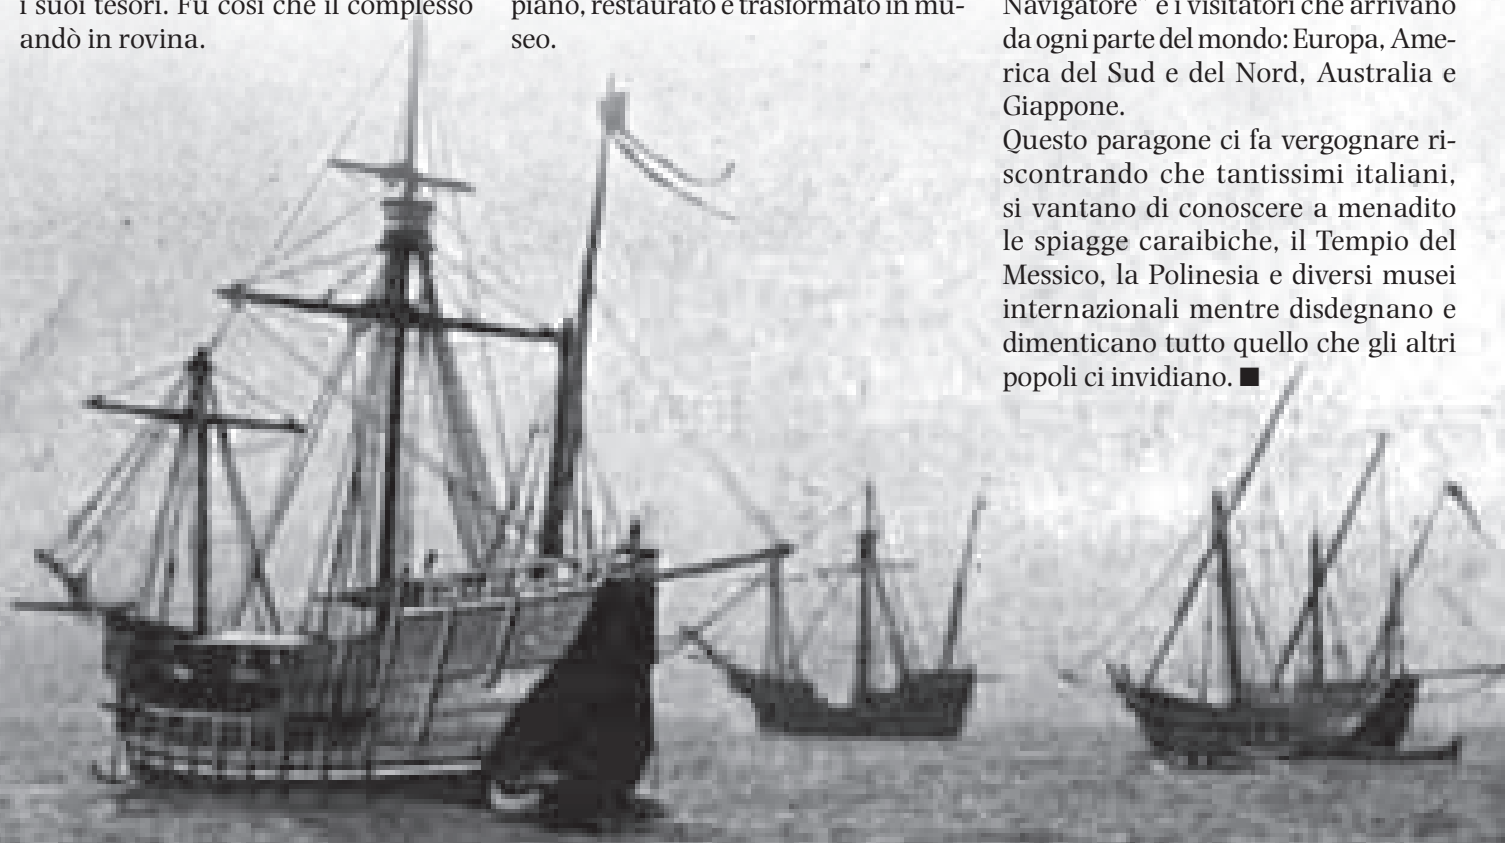 i suoi tesori. Fu così che il complesso
andò in rovina.
piano, restaurato e trasformato in mu-
seo.
Navigatore" e i visitatori che arrivano
da ogni parte del mondo: Europa, Ame-
rica del Sud e del Nord, Australia e
Giappone.
Questo paragone ci fa vergognare ri-
scontrando che tantissimi italiani,
si vantano di conoscere a menadito
le spiagge caraibiche, il Tempio del
Messico, la Polinesia e diversi musei
internazionali mentre disdegnano e
dimenticano tutto quello che gli altri
popoli ci invidiano. ■